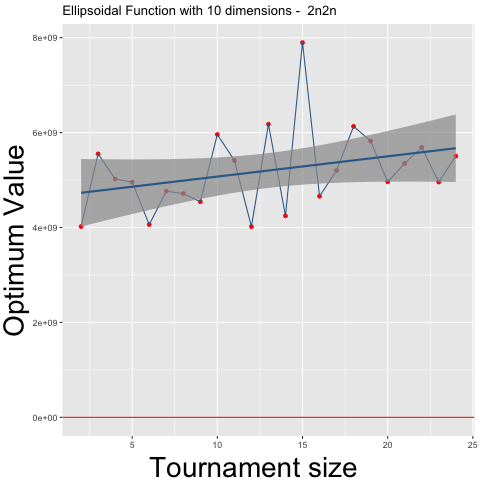 Ellipsoidal Function with 10 dimensions - 2n2n
8e+09
6e+09
4e+09
2e+09
0e+00
Optimum Value
5 10 15 20 25
Tournament size